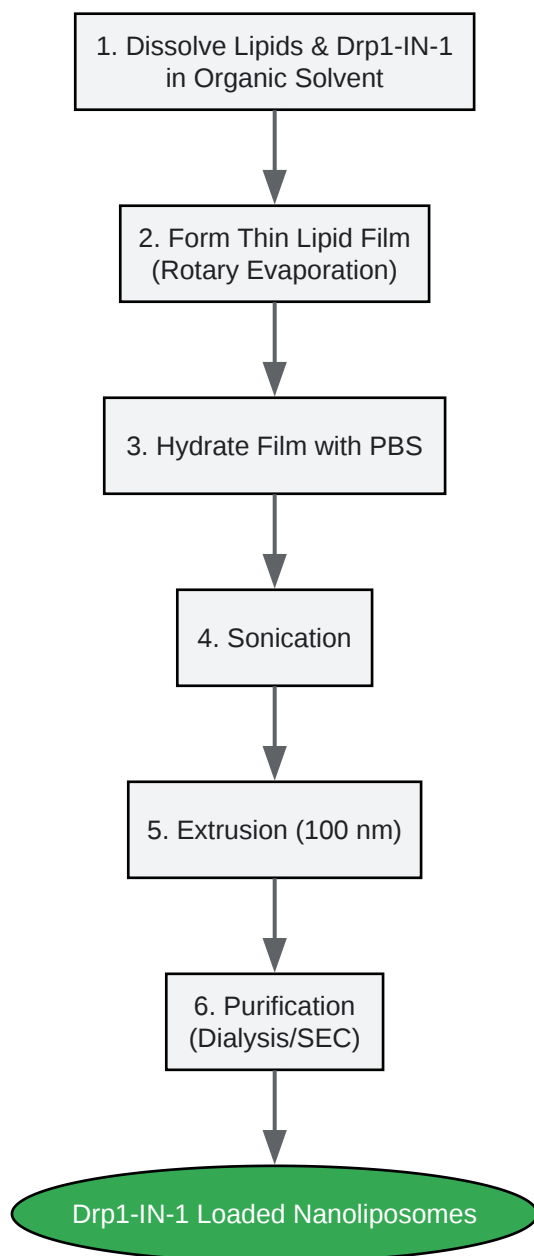 1. Dissolve Lipids & Drp1-IN-1
in Organic Solvent
2. Form Thin Lipid Film
(Rotary Evaporation)
3. Hydrate Film with PBS
4. Sonication
5. Extrusion (100 nm)
6. Purification
(Dialysis/SEC)
Drp1-IN-1 Loaded Nanoliposomes